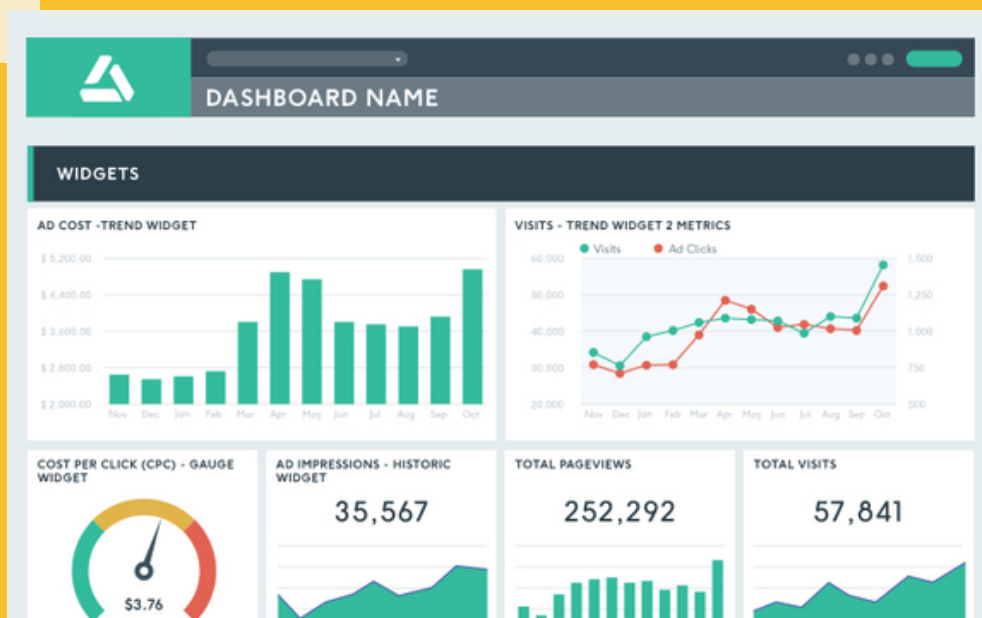 DASHBOARD NAME
WIDGETS
AD COST -TREND WIDGET
$ 5,200.00
$ 4,400.00
$ 3,600.00
$ 2,800.00
$ 2,000.00
Nov Dec Jan Feb Mar Apr May Jun Jul Aug Sep Oct
VISITS - TREND WIDGET 2 METRICS
Visits Ad Clicks
60,000 1,500
50,000 1,250
40,000 1,000
30,000 750
20,000 500
Nov Dec Jan Feb Mar Apr May Jun Jul Aug Sep Oct
COST PER CLICK (CPC) - GAUGE
WIDGET
$3.76
AD IMPRESSIONS - HISTORIC
WIDGET
35,567
TOTAL PAGEVIEWS
252,292
TOTAL VISITS
57,841